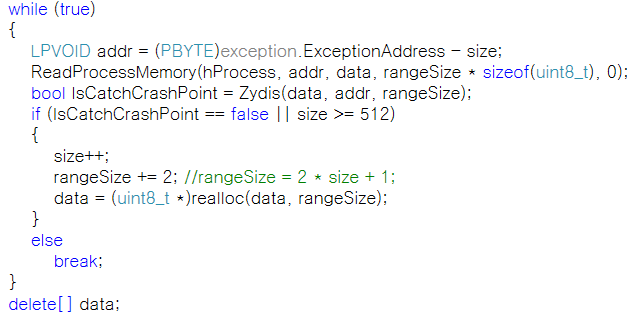 while (true)
{
LPVOID addr = (PBYTE)exception.ExceptionAddress - size;
ReadProcessMemory(hProcess, addr, data, rangeSize * sizeof(uint8_t), 0);
bool IsCatchCrashPoint = Zydis(data, addr, rangeSize);
if (IsCatchCrashPoint == false || size >= 512)
{
size++;
rangeSize += 2; //rangeSize = 2 * size + 1;
data = (uint8_t *)realloc(data, rangeSize);
}
else
break;
}
delete[] data;